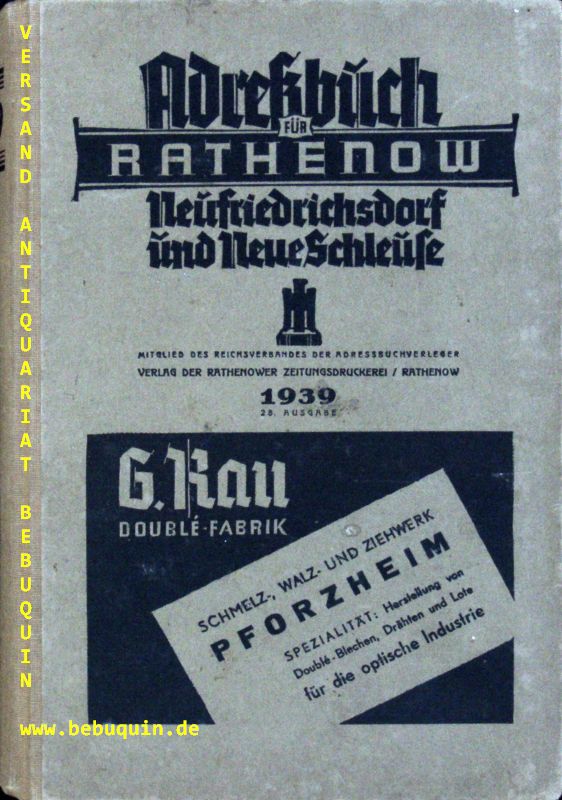 Adreßbuch
FÜR
RATHENOW
Neufriedrichsdorf
und Neue Schleuse
MITGLIED DES REICHSVERBANDES DER ADRESSBUCHVERLEGER
VERLAG DER RATHENOWER ZEITUNGSDRUCKEREI / RATHENOW
1939
28. AUSGABE
G. Rau
DOUBLÉ-FABRIK
SCHMELZ-, WALZ- UND ZIEHWERK
PFORZHEIM
SPEZIALITÄT: Herstellung von
Doublé-Blechen, Drähten und Lote
für die optische Industrie
VERSAND ANTIQUARIAT BEBUQUIN
www.bebuquin.de